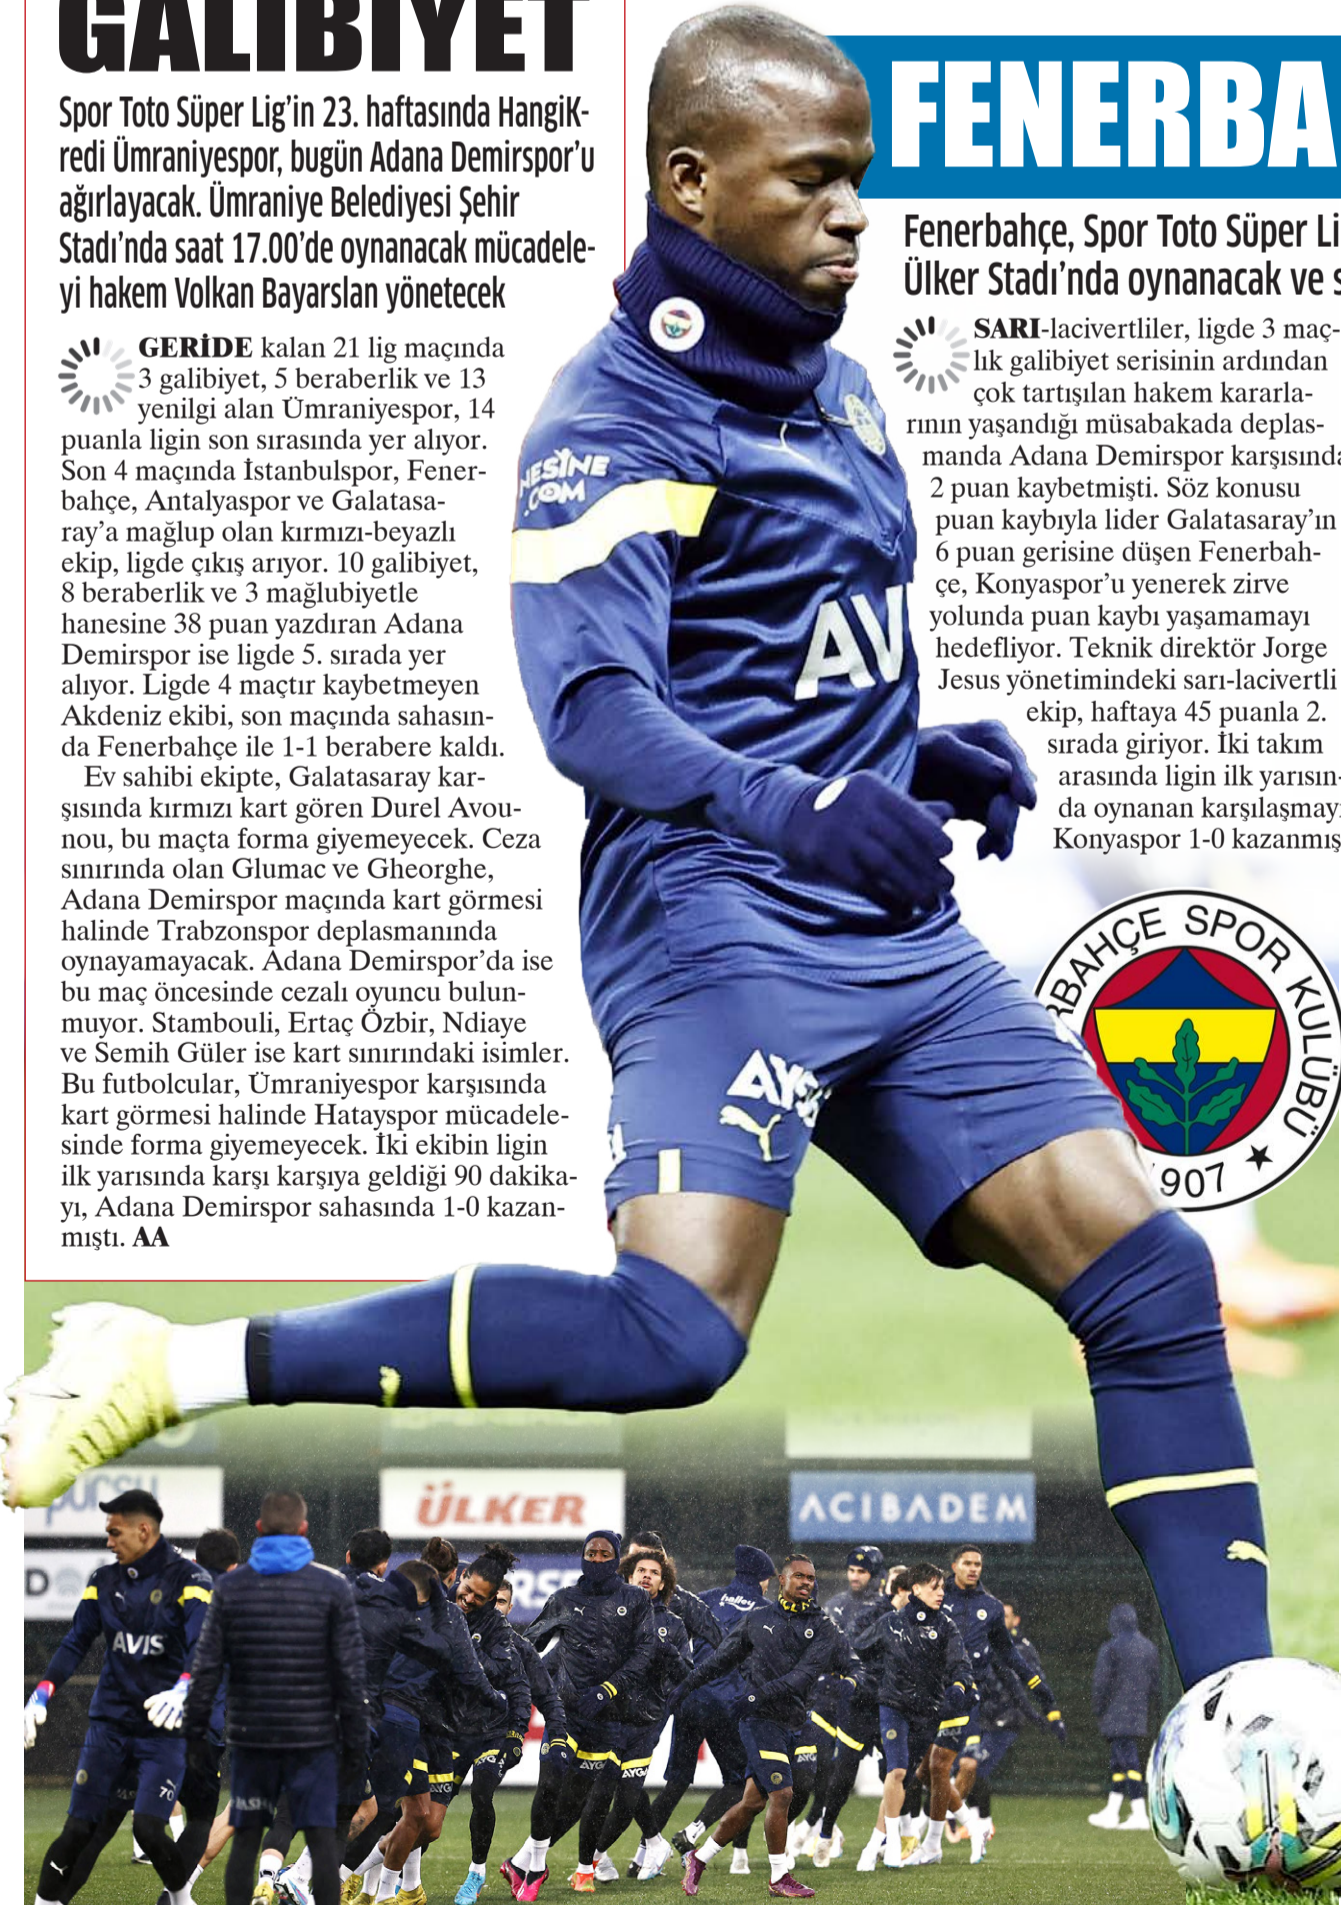 GALİBİYET
Spor Toto Süper Lig’in 23. haftasında HangiK-
redi Ümraniyespor, bugün Adana Demirspor’u
ağırlayacak. Ümraniye Belediyesi Şehir
Stadı’nda saat 17.00’de oynanacak mücadele-
yi hakem Volkan Bayarslan yönetecek
GERİDE kalan 21 lig maçında
3 galibiyet, 5 beraberlik ve 13
yenilgi alan Ümraniyespor, 14
puanla ligin son sırasında yer alıyor.
Son 4 maçında İstanbulspor, Fener-
bahçe, Antalyaspor ve Galatasa-
ray’a mağlup olan kırmızı-beyazlı
ekip, ligde çıkış arıyor. 10 galibiyet,
8 beraberlik ve 3 mağlubiyetle
hanesine 38 puan yazdıran Adana
Demirspor ise ligde 5. sırada yer
alıyor. Ligde 4 maçtır kaybetmeyen
Akdeniz ekibi, son maçında sahasın-
da Fenerbahçe ile 1-1 berabere kaldı.
Ev sahibi ekipte, Galatasaray kar-
şısında kırmızı kart gören Durel Avou-
nou, bu maçta forma giyemeyecek. Ceza
sınırında olan Glumac ve Gheorghe,
Adana Demirspor maçında kart görmesi
halinde Trabzonspor deplasmanında
oynayamayacak. Adana Demirspor’da ise
bu maç öncesinde cezalı oyuncu bulun-
muyor. Stambouli, Ertaç Özbir, Ndiaye
ve Semih Güler ise kart sınırındaki isimler.
Bu futbolcular, Ümraniyespor karşısında
kart görmesi halinde Hatayspor mücadele-
sinde forma giyemeyecek. İki ekibin ligin
ilk yarısında karşı karşıya geldiği 90 dakika-
yı, Adana Demirspor sahasında 1-0 kazan-
mıştı. AA
FENERBA
Fenerbahçe, Spor Toto Süper Li
Ülker Stadı’nda oynanacak ve s
SARI-lacivertliler, ligde 3 maç-
lık galibiyet serisinin ardından
çok tartışılan hakem kararla-
rının yaşandığı müsabakada deplas-
manda Adana Demirspor karşısında
2 puan kaybetmişti. Söz konusu
puan kaybıyla lider Galatasaray’ın
6 puan gerisine düşen Fenerbah-
çe, Konyaspor’u yenerek zirve
yolunda puan kaybı yaşamamayı
hedefliyor. Teknik direktör Jorge
Jesus yönetimindeki sarı-lacivertli
ekip, haftaya 45 puanla 2.
sırada giriyor. İki takım
arasında ligin ilk yarısın-
da oynanan karşılaşmayı
Konyaspor 1-0 kazanmış
NESİNE
.COM
AV
AYG
RBAHÇE SPOR KULÜBÜ
1907
ÜLKER
ACIBADEM
AVIS
halley
70
AYG
AYG
AYG
AYG